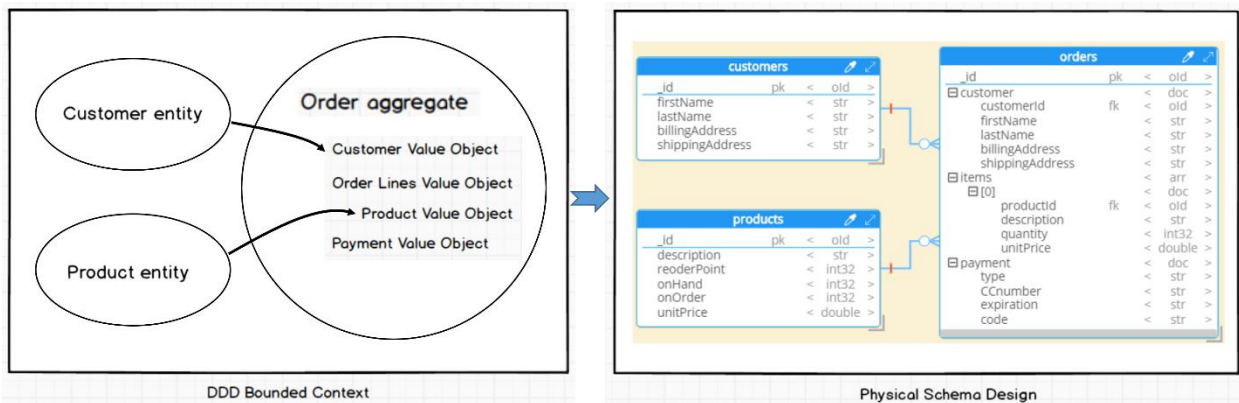 Customer entity
Product entity
Order aggregate
Customer Value Object
Order Lines Value Object
Product Value Object
Payment Value Object
DDD Bounded Context
customers
_id pk < oId >
firstName < str >
lastName < str >
billingAddress < str >
shippingAddress < str >
products
_id pk < oId >
description < str >
reoderPoint < int32 >
onHand < int32 >
onOrder < int32 >
unitPrice < double >
orders
_id pk < oId >
customer < doc >
customerId fk < oId >
firstName < str >
lastName < str >
billingAddress < str >
shippingAddress < str >
items < arr >
[0] < doc >
productId fk < oId >
description < str >
quantity < int32 >
unitPrice < double >
payment < doc >
type < str >
CCnumber < str >
expiration < str >
code < str >
Physical Schema Design